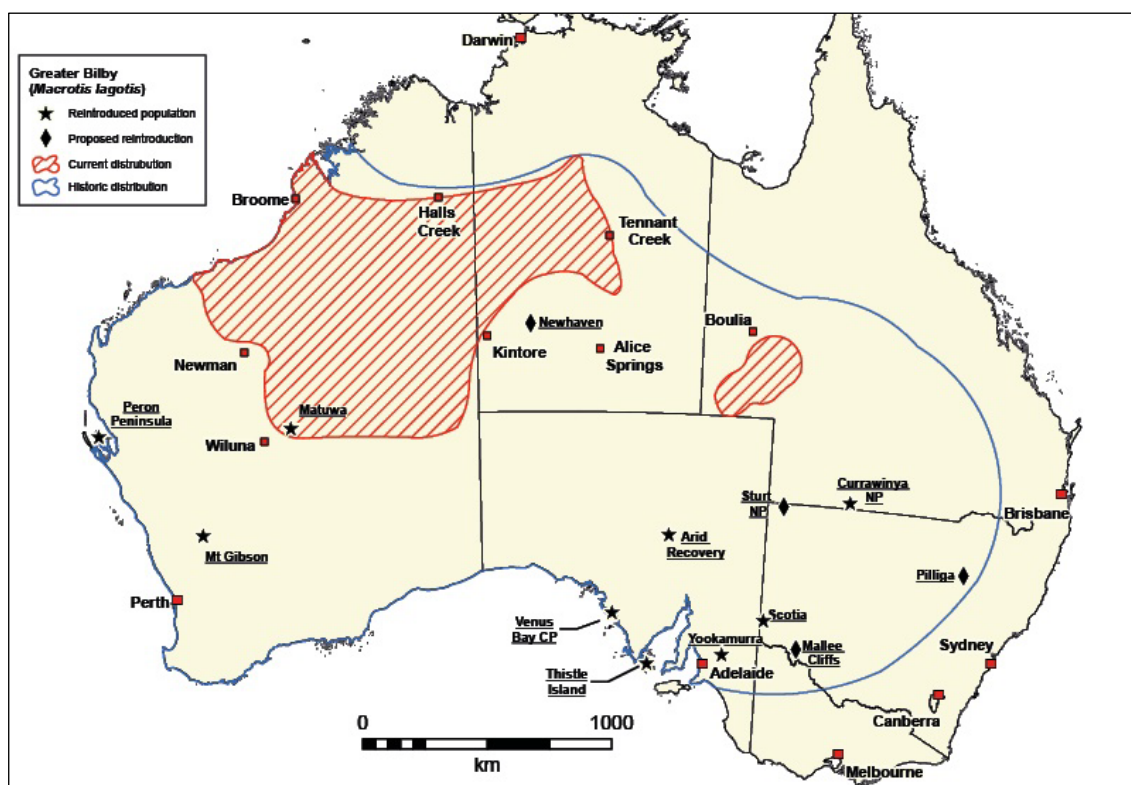 Greater Bilby
(Macrotis lagotis)
Reintroduced population
Proposed reintroduction
Current distrubution
Historic distribution
Darwin
Broome
Halls
Creek
Tennant
Creek
Newhaven
Boulia
Kintore
Alice
Springs
Newman
Peron
Peninsula
Matuwa
Wiluna
Currawinya
NP
Sturt
NP
Brisbane
Arid
Recovery
Mt Gibson
Pilliga
Perth
Venus
Bay CP
Scotia
Yookamurra
Mallee
Cliffs
Sydney
Thistle
Island
Adelaide
Canberra
0
1000
km
Melbourne